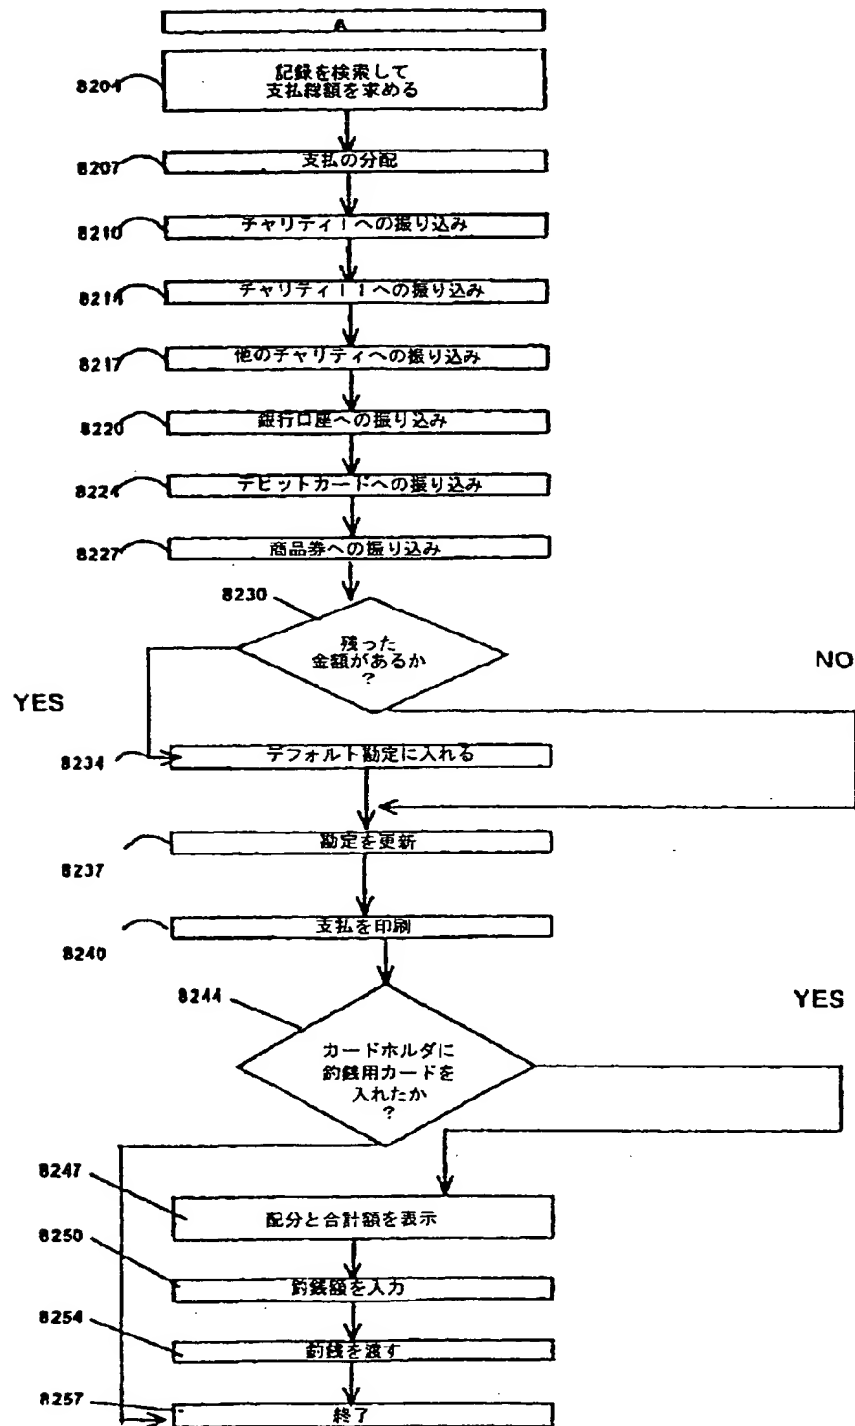 A
8204
記録を検索して
支払総額を求める
8207
支払の分配
8210
チャリティIへの振り込み
8214
チャリティIIへの振り込み
8217
他のチャリティへの振り込み
8220
銀行口座への振り込み
8224
デビットカードへの振り込み
8227
商品券への振り込み
8230
残った
金額があるか
?
NO
YES
8234
デフォルト勘定に入れる
8237
勘定を更新
8240
支払を印刷
8244
YES
カードホルダに
釣銭用カードを
入れたか
?
8247
配分と合計額を表示
8250
釣銭額を入力
8254
釣銭を渡す
8257
終了